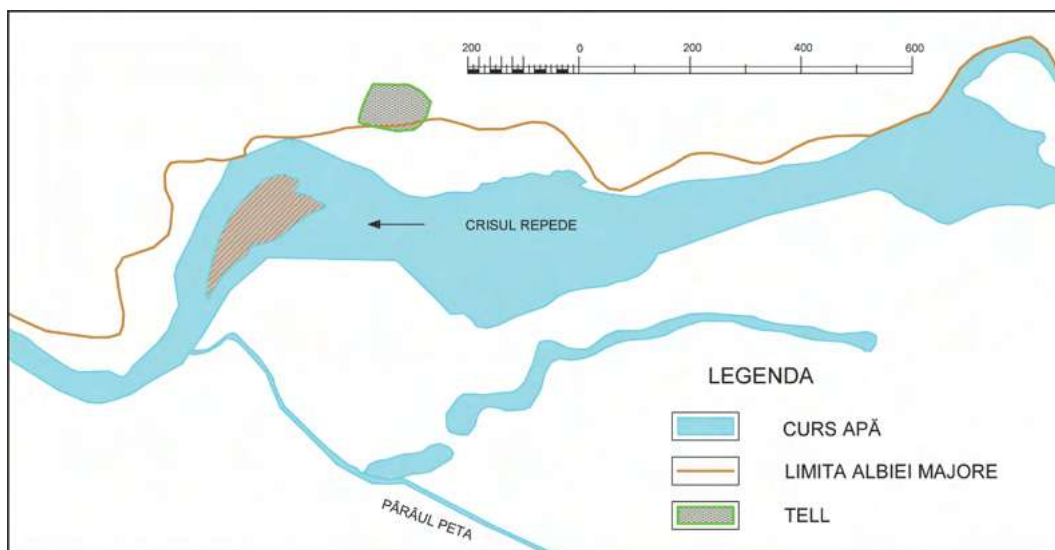 200 0 200 400 600
CRISUL REPEDE
LEGENDA
CURS APĂ
LIMITA ALBIEI MAJORE
TELL
PÂRÂUL PETA